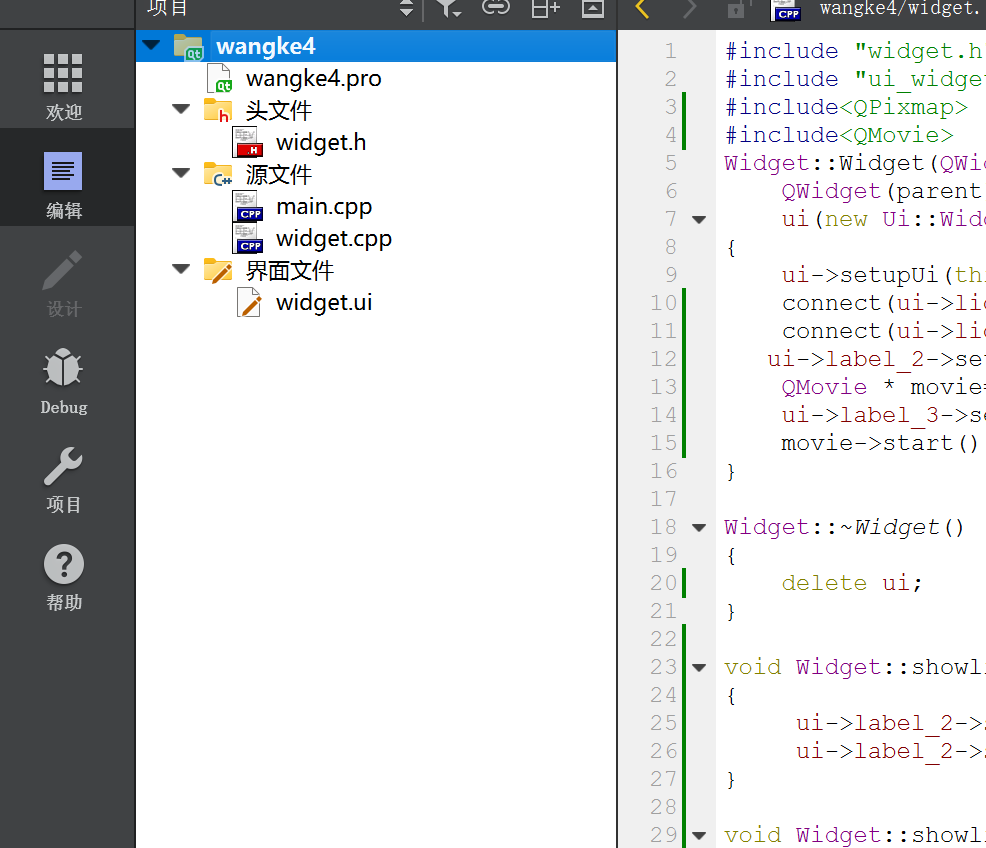 项目
wangke4/widget.
欢迎
编辑
设计
Debug
项目
帮助
wangke4
wangke4.pro
头文件
widget.h
源文件
main.cpp
widget.cpp
界面文件
widget.ui
1 #include "widget.h
2 #include "ui_widget
3 #include<QPixmap>
4 #include<QMovie>
5 Widget::Widget(QWi
6 QWidget(parent
7 ui(new Ui::Wid
8 {
9 ui->setupUi(thi
10 connect(ui->li
11 connect(ui->li
12 ui->label_2->set
13 QMovie * movie=
14 ui->label_3->se
15 movie->start()
16 }
17
18 Widget::~Widget()
19 {
20 delete ui;
21 }
22
23 void Widget::showl
24 {
25 ui->label_2->
26 ui->label_2->
27 }
28
29 void Widget::showl